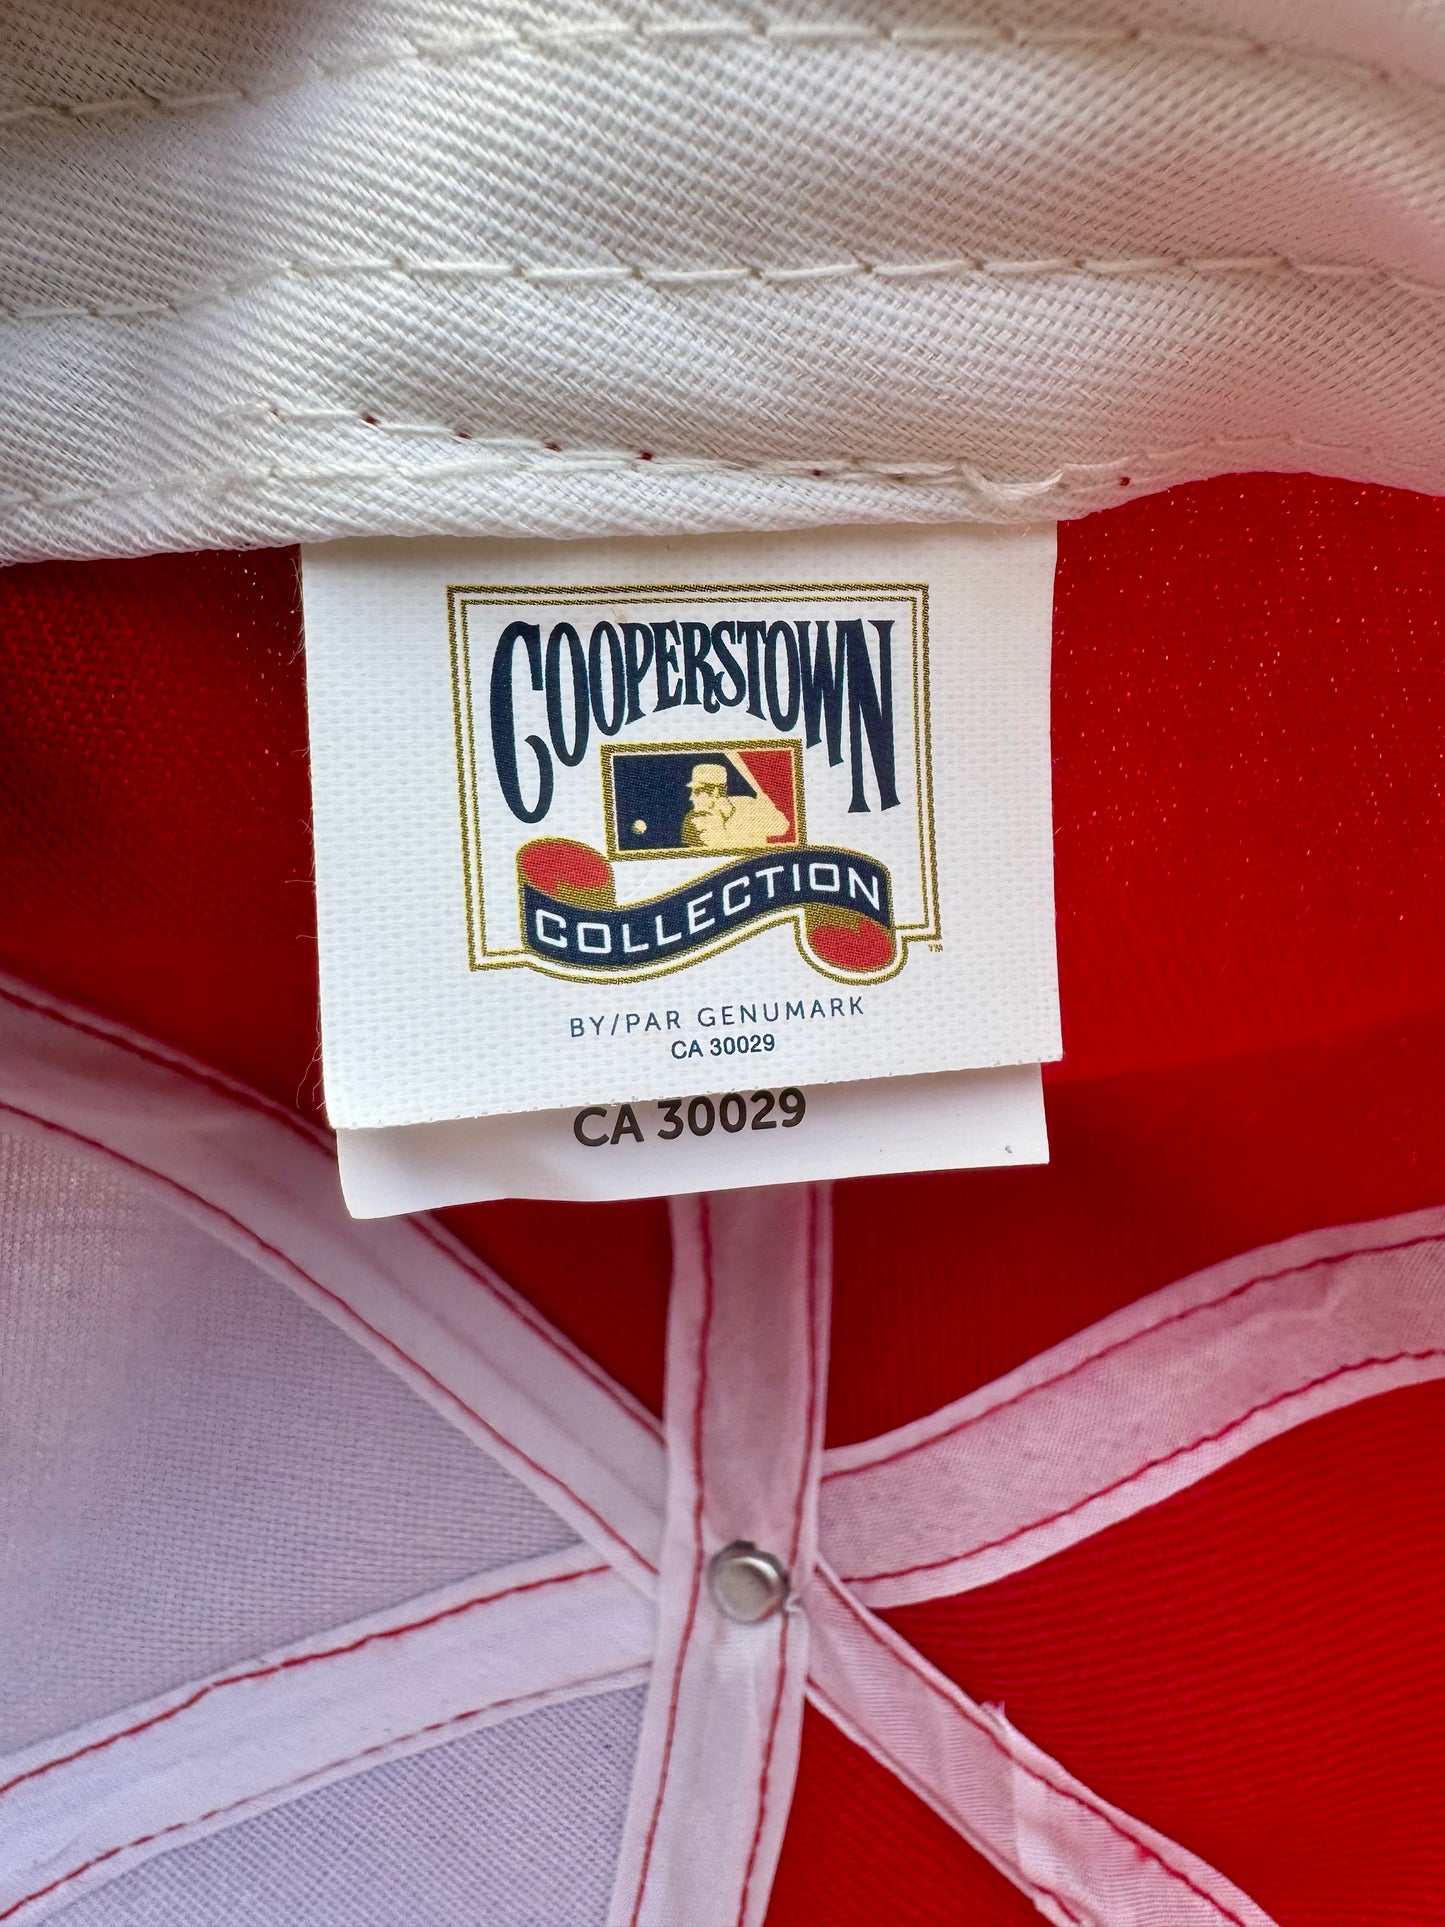 COOPERSTOWN
COLLECTION
TM
BY/PAR GENUMARK
CA 30029
CA 30029